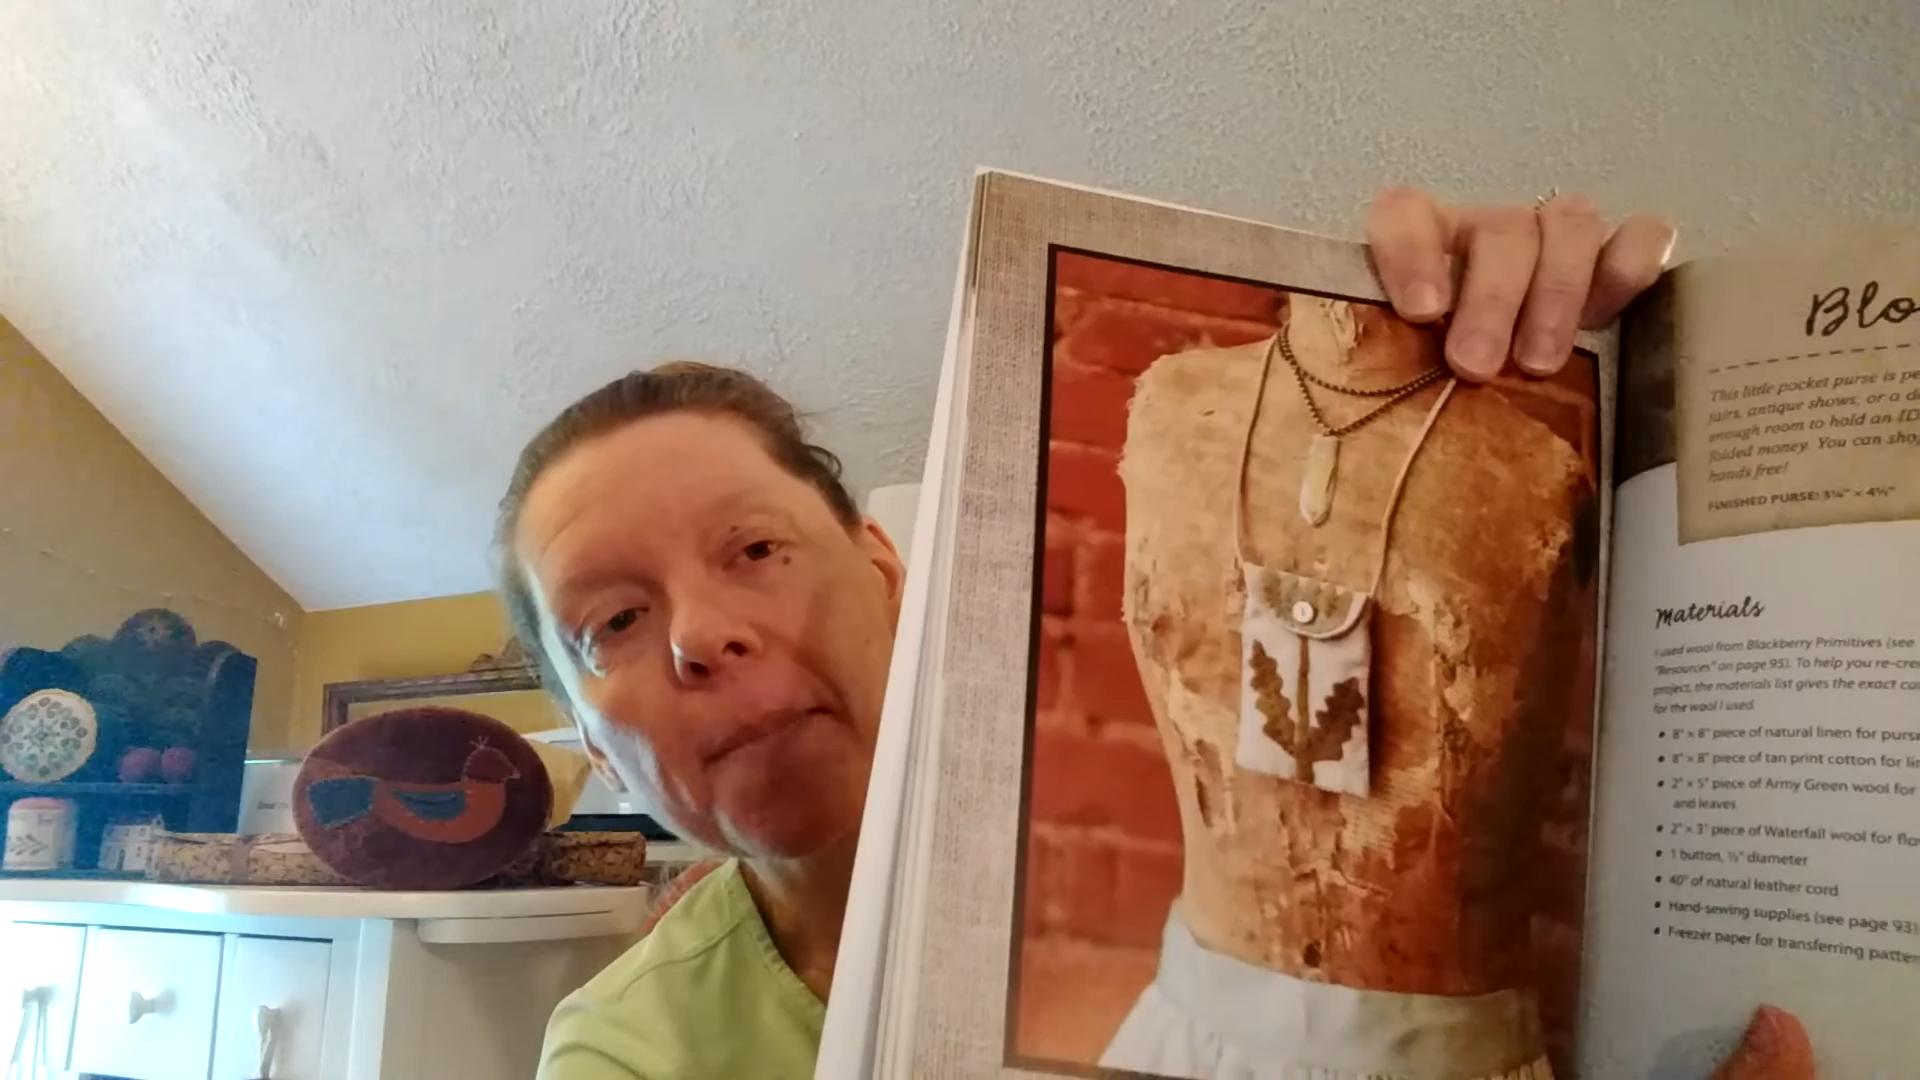 Blo
This little pocket purse is pe
fairs, antique shows, or a d
enough room to hold an ID
folded money. You can sho
hands free!
FINISHED PURSE: 3¼" × 4½"
Materials
I used wool from Blackberry Primitives (see
"Resources" on page 95). To help you re-cre
project, the materials list gives the exact co
for the wool I used.
• 8" × 8" piece of natural linen for purs
• 8" × 8" piece of tan print cotton for li
• 2" × 5" piece of Army Green wool for
and leaves
• 2" × 3" piece of Waterfall wool for flo
• 1 button, ½" diameter
• 40" of natural leather cord
• Hand-sewing supplies (see page 93)
• Freezer paper for transferring patter